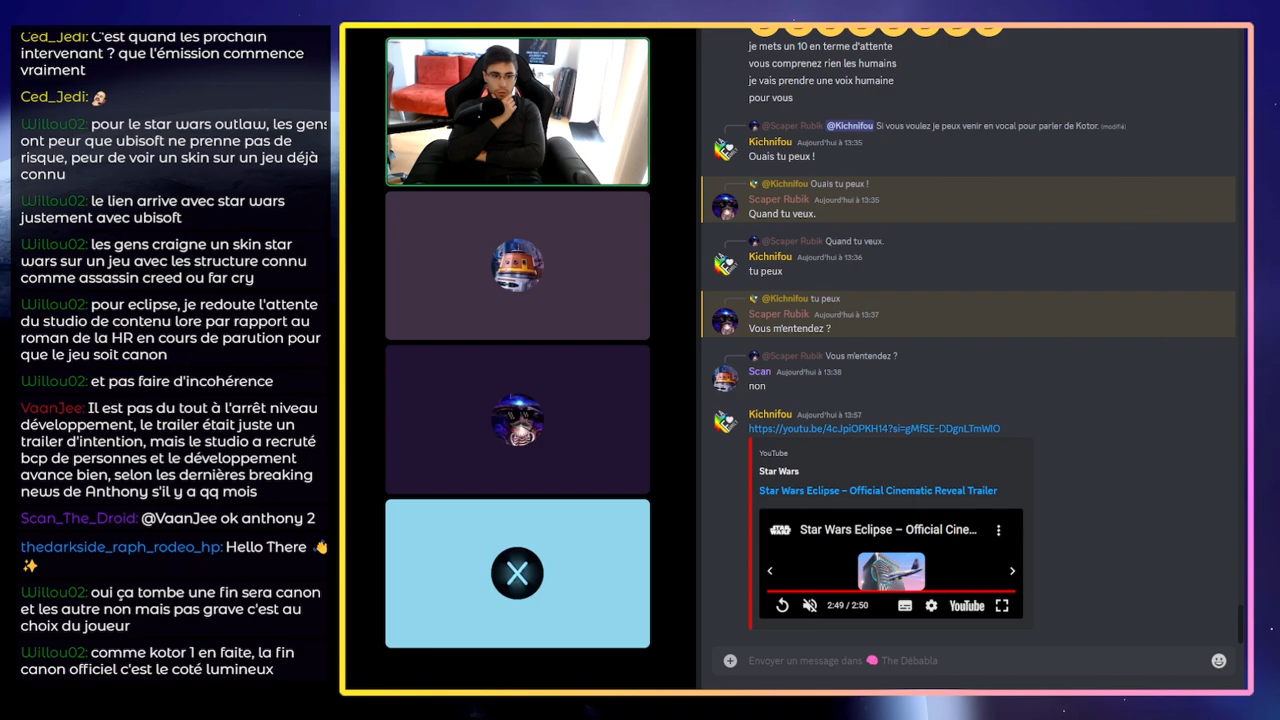 Ced_Jedi: C'est quand les prochain
intervenant ? que l'émission commence
vraiment
Ced_Jedi:
Willou02: pour le star wars outlaw, les gens
ont peur que ubisoft ne prenne pas de
risque, peur de voir un skin sur un jeu déjà
connu
Willou02: le lien arrive avec star wars
justement avec ubisoft
Willou02: les gens craigne un skin star
wars sur un jeu avec les structure connu
comme assasin cred ou far cry
Willou02: pour eclipse, je redoute l'attente
du studio de contenu lore par rapport au
roman de la HR en cours de parution pour
que le jeu soit canon
Willou02: et pas faire d'incohérence
VaanJee: Il est pas du tout à l'arrêt niveau
développement, le trailer était juste un
trailer d'intention, mais le studio a recruté
bcp de personnes et le développement
avance bien, selon les dernières breaking
news de Anthony s'il y a qq mois
Scan_The_Droid: @VaanJee ok anthony 2
thedarkside_raph_rodeo_hp: Hello There 👋
✨
Willou02: oui ça tombe une fin sera canon
et les autre non mais pas grave c'est au
choix du joueur
Willou02: comme kotor 1 en faite, la fin
canon officiel c'est le coté lumineux
je mets un 10 en terme d'attente
vous comprenez rien les humains
je vais prendre une voix humaine
pour vous
@Scaper Rubik @Kichnifou Si vous voulez je peux venir en vocal pour parler de Kotor. (modifié)
Kichnifou Aujourd'hui à 13:35
Ouais tu peux !
@Kichnifou Ouais tu peux !
Scaper Rubik Aujourd'hui à 13:35
Quand tu veux.
@Scaper Rubik Quand tu veux.
Kichnifou Aujourd'hui à 13:36
tu peux
@Kichnifou tu peux
Scaper Rubik Aujourd'hui à 13:37
Vous m'entendez ?
@Scaper Rubik Vous m'entendez ?
Scan Aujourd'hui à 13:38
non
Kichnifou Aujourd'hui à 13:57
https://youtu.be/4cJpiOPKH14?si=gMfSE-DDgnLTmWlO
YouTube
Star Wars
Star Wars Eclipse – Official Cinematic Reveal Trailer
STAR WARS Star Wars Eclipse – Official Cine...
2:49 / 2:50 YouTube
Envoyer un message dans 🧠 The Débabla